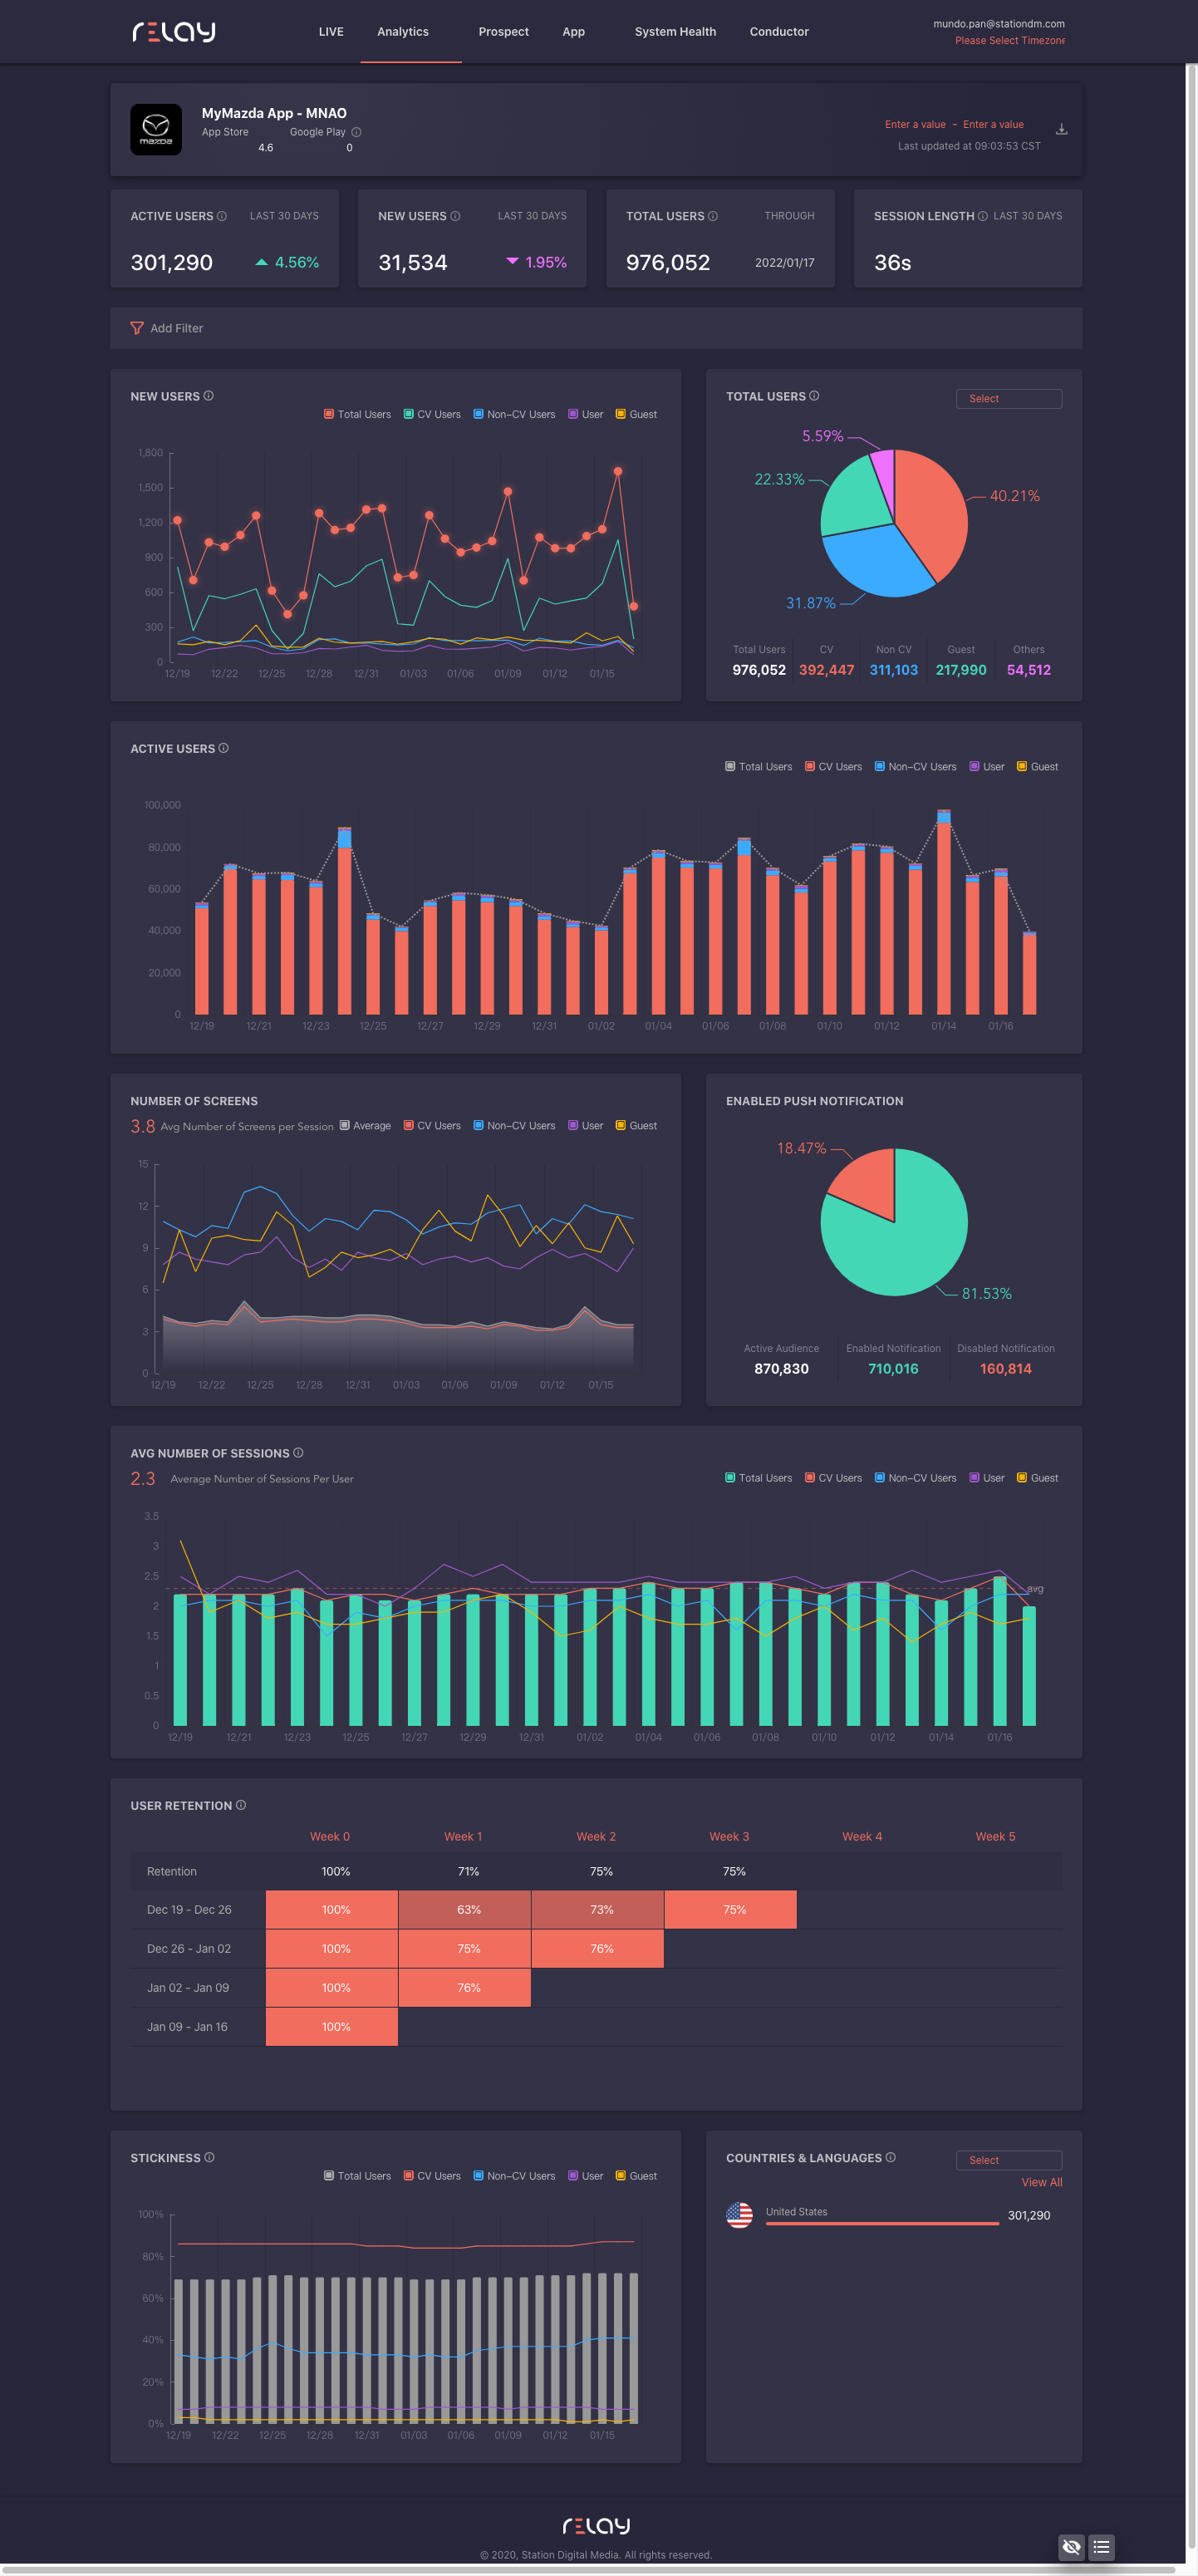 RELAY
LIVE Analytics Prospect App System Health Conductor
mundo.pan@stationdm.com
Please Select Timezone
mazda
MyMazda App - MNAO
App Store Google Play
4.6 0
Enter a value - Enter a value
Last updated at 09:03:53 CST
ACTIVE USERS LAST 30 DAYS
301,290 4.56%
NEW USERS LAST 30 DAYS
31,534 1.95%
TOTAL USERS THROUGH
976,052 2022/01/17
SESSION LENGTH LAST 30 DAYS
36s
Add Filter
NEW USERS
Total Users CV Users Non-CV Users User Guest
1,800
1,500
1,200
900
600
300
0
12/19 12/22 12/25 12/28 12/31 01/03 01/06 01/09 01/12 01/15
TOTAL USERS
Select
5.59%
22.33%
40.21%
31.87%
Total Users CV Non CV Guest Others
976,052 392,447 311,103 217,990 54,512
ACTIVE USERS
Total Users CV Users Non-CV Users User Guest
100,000
80,000
60,000
40,000
20,000
0
12/19 12/21 12/23 12/25 12/27 12/29 12/31 01/02 01/04 01/06 01/08 01/10 01/12 01/14 01/16
NUMBER OF SCREENS
3.8 Avg Number of Screens per Session
Average CV Users Non-CV Users User Guest
15
12
9
6
3
0
12/19 12/22 12/25 12/28 12/31 01/03 01/06 01/09 01/12 01/15
ENABLED PUSH NOTIFICATION
18.47%
81.53%
Active Audience Enabled Notification Disabled Notification
870,830 710,016 160,814
AVG NUMBER OF SESSIONS
2.3 Average Number of Sessions Per User
Total Users CV Users Non-CV Users User Guest
3.5
3
2.5
avg
2
1.5
1
0.5
0
12/19 12/21 12/23 12/25 12/27 12/29 12/31 01/02 01/04 01/06 01/08 01/10 01/12 01/14 01/16
USER RETENTION
Week 0 Week 1 Week 2 Week 3 Week 4 Week 5
Retention 100% 71% 75% 75%
Dec 19 - Dec 26 100% 63% 73% 75%
Dec 26 - Jan 02 100% 75% 76%
Jan 02 - Jan 09 100% 76%
Jan 09 - Jan 16 100%
STICKINESS
Total Users CV Users Non-CV Users User Guest
100%
80%
60%
40%
20%
0%
12/19 12/22 12/25 12/28 12/31 01/03 01/06 01/09 01/12 01/15
COUNTRIES & LANGUAGES
Select
View All
United States 301,290
RELAY
© 2020, Station Digital Media. All rights reserved.